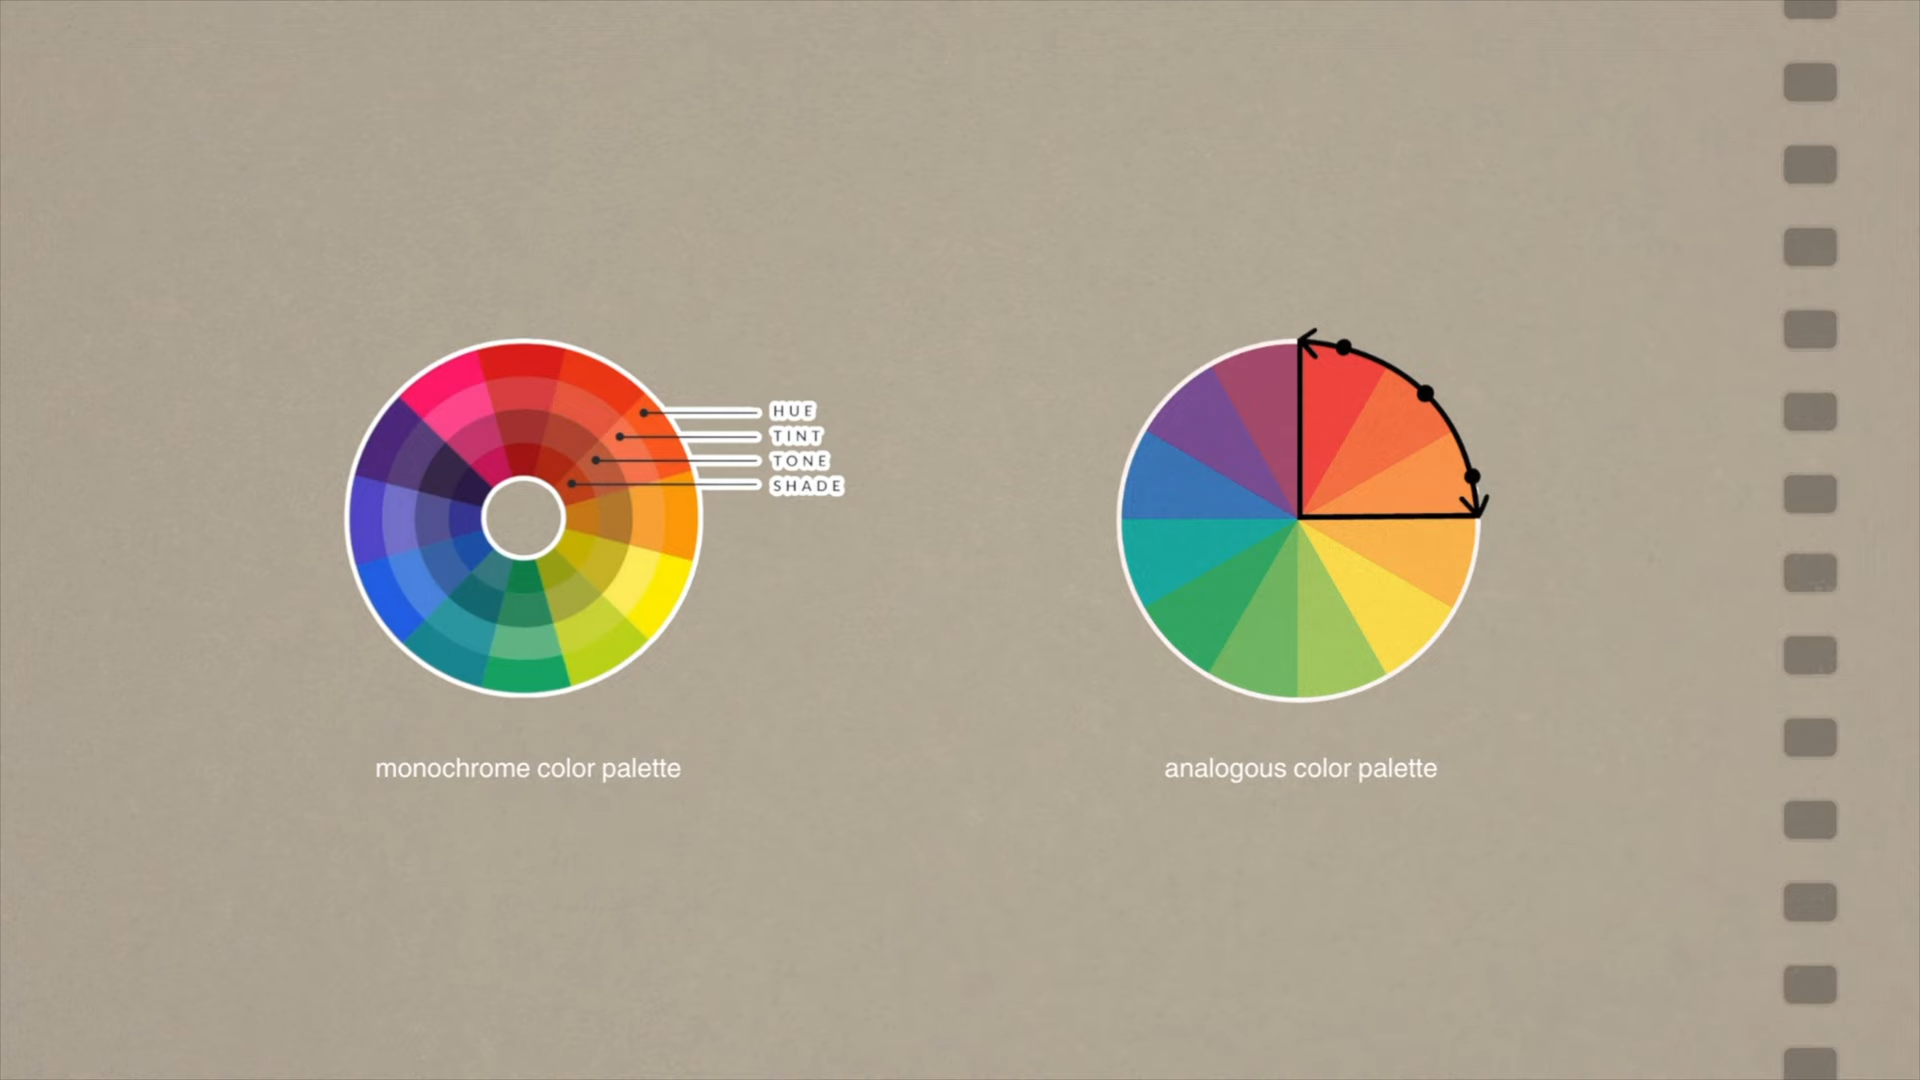 HUE
TINT
TONE
SHADE
monochrome color palette
analogous color palette